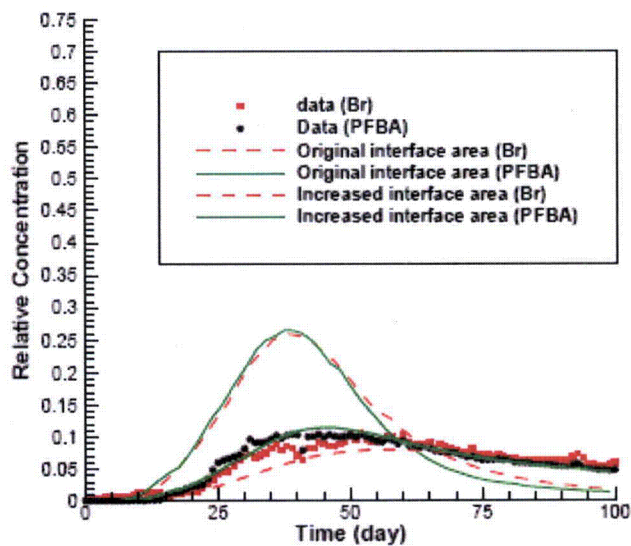 0.75
0.7
0.65
0.6
0.55
0.5
0.45
0.4
0.35
0.3
0.25
0.2
0.15
0.1
0.05
0
Relative Concentration
data (Br)
Data (PFBA)
Original interface area (Br)
Original interface area (PFBA)
Increased interface area (Br)
Increased interface area (PFBA)
0 25 50 75 100
Time (day)